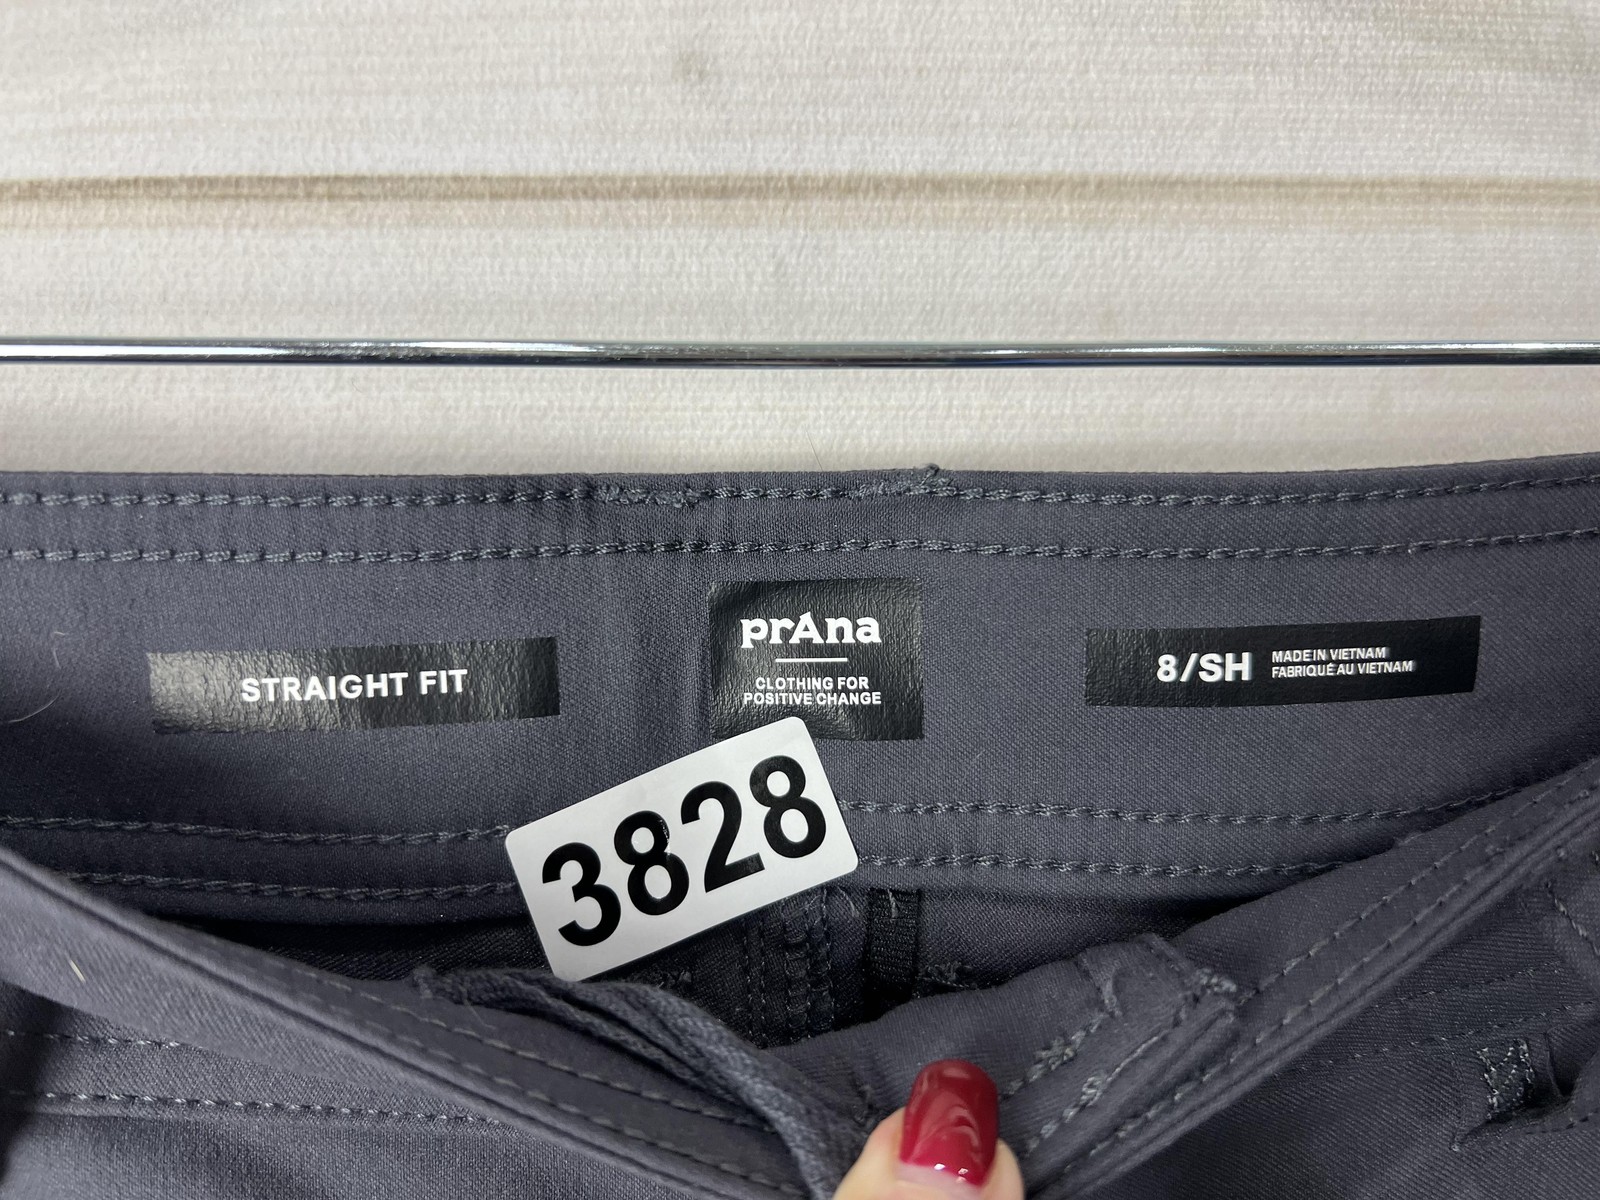 STRAIGHT FIT
prAna
CLOTHING FOR
POSITIVE CHANGE
8/SH
MADE IN VIETNAM
FABRIQUÉ AU VIETNAM
3828